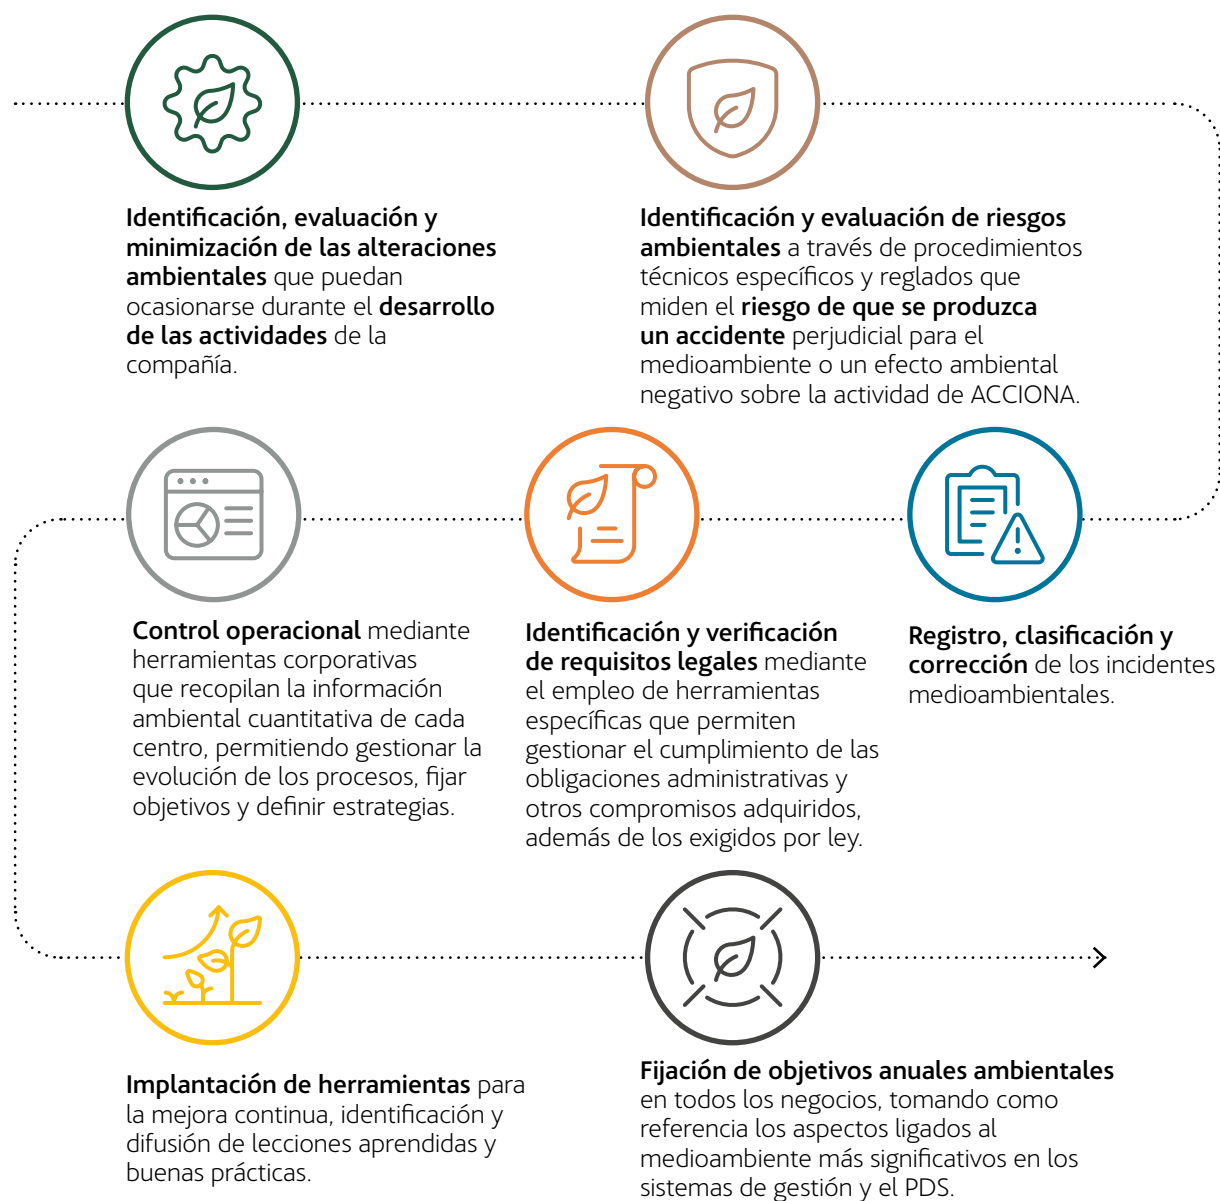 Identificación, evaluación y
minimización de las alteraciones
ambientales que puedan
ocasionarse durante el desarrollo
de las actividades de la
compañía.
Identificación y evaluación de riesgos
ambientales a través de procedimientos
técnicos específicos y reglados que
miden el riesgo de que se produzca
un accidente perjudicial para el
medioambiente o un efecto ambiental
negativo sobre la actividad de ACCIONA.
Control operacional mediante
herramientas corporativas
que recopilan la información
ambiental cuantitativa de cada
centro, permitiendo gestionar la
evolución de los procesos, fijar
objetivos y definir estrategias.
Identificación y verificación
de requisitos legales mediante
el empleo de herramientas
específicas que permiten
gestionar el cumplimiento de las
obligaciones administrativas y
otros compromisos adquiridos,
además de los exigidos por ley.
Registro, clasificación y
corrección de los incidentes
medioambientales.
Implantación de herramientas para
la mejora continua, identificación y
difusión de lecciones aprendidas y
buenas prácticas.
Fijación de objetivos anuales ambientales
en todos los negocios, tomando como
referencia los aspectos ligados al
medioambiente más significativos en los
sistemas de gestión y el PDS.